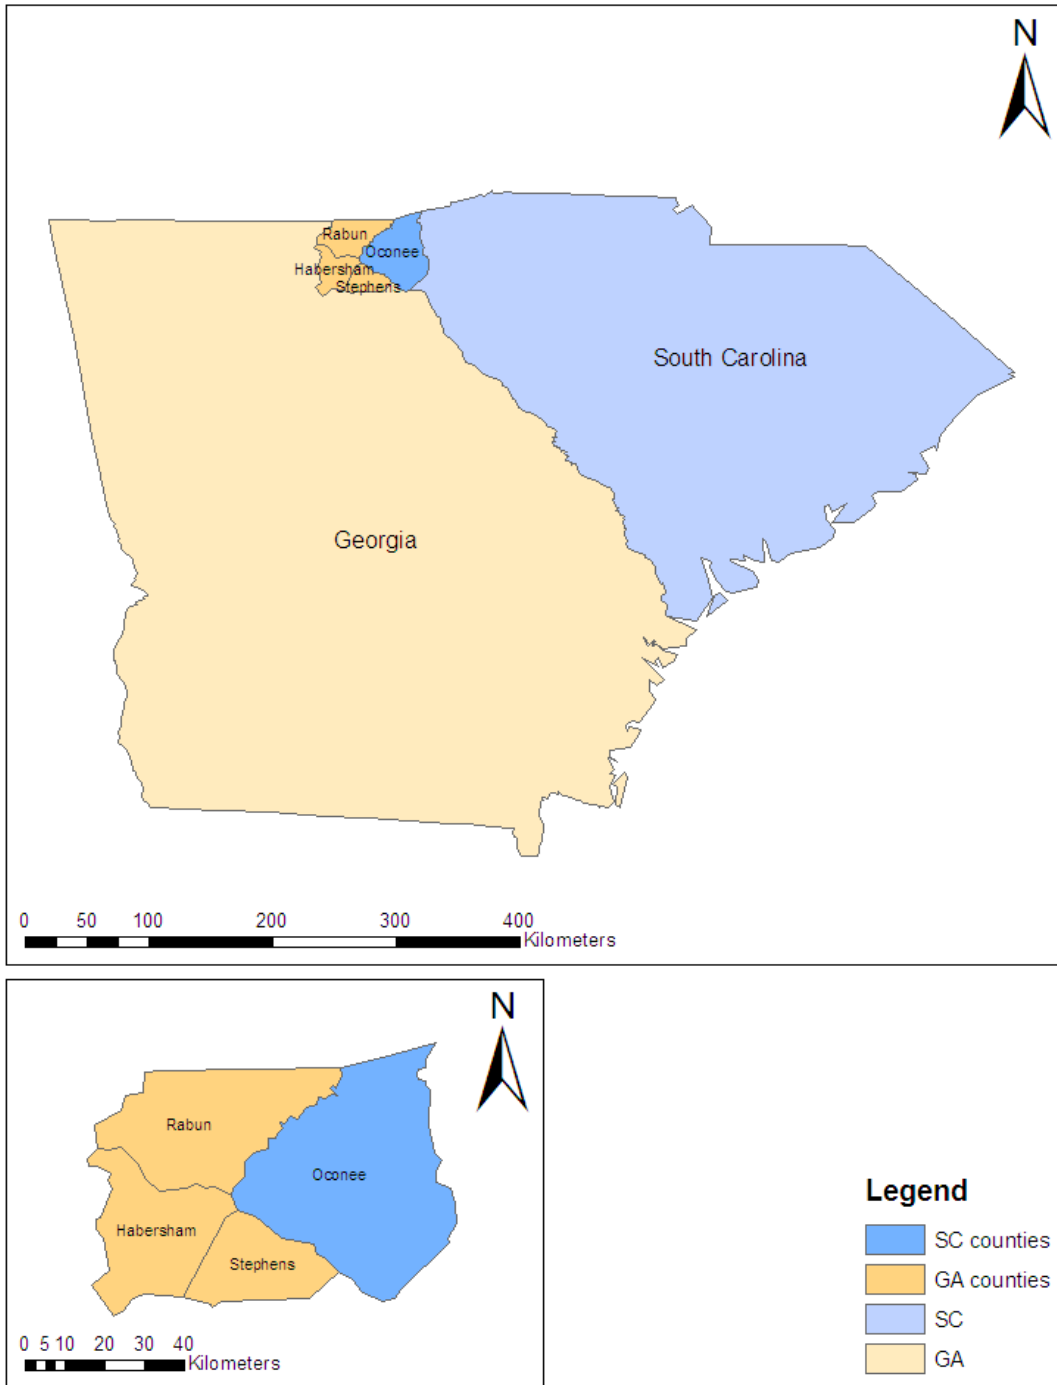 N
Rabun
Oconee
Habersham
Stephens
South Carolina
Georgia
0 50 100 200 300 400
Kilometers
N
Rabun
Oconee
Habersham
Stephens
0 5 10 20 30 40
Kilometers
Legend
SC counties
GA counties
SC
GA